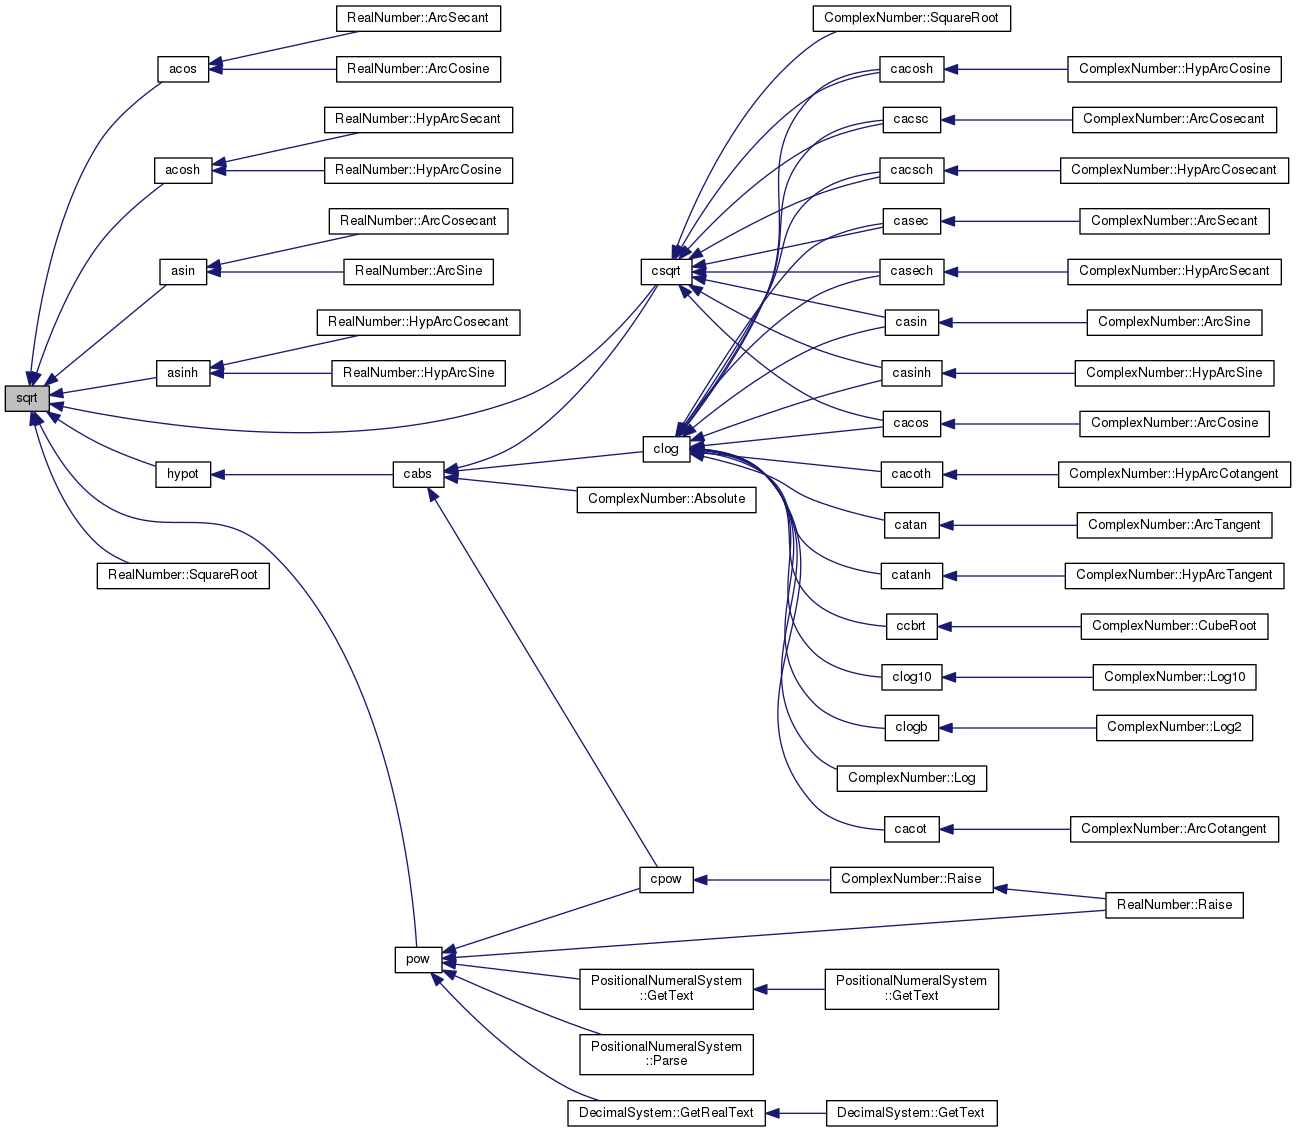 RealNumber::ArcSecant
acos
RealNumber::ArcCosine
RealNumber::HypArcSecant
acosh
RealNumber::HypArcCosine
RealNumber::ArcCosecant
asin
RealNumber::ArcSine
RealNumber::HypArcCosecant
asinh
RealNumber::HypArcSine
sqrt
hypot
cabs
RealNumber::SquareRoot
ComplexNumber::Absolute
csqrt
clog
ComplexNumber::SquareRoot
cacosh
ComplexNumber::HypArcCosine
cacsc
ComplexNumber::ArcCosecant
cacsch
ComplexNumber::HypArcCosecant
casec
ComplexNumber::ArcSecant
casech
ComplexNumber::HypArcSecant
casin
ComplexNumber::ArcSine
casinh
ComplexNumber::HypArcSine
cacos
ComplexNumber::ArcCosine
cacoth
ComplexNumber::HypArcCotangent
catan
ComplexNumber::ArcTangent
catanh
ComplexNumber::HypArcTangent
ccbrt
ComplexNumber::CubeRoot
clog10
ComplexNumber::Log10
clogb
ComplexNumber::Log2
ComplexNumber::Log
cacot
ComplexNumber::ArcCotangent
cpow
ComplexNumber::Raise
RealNumber::Raise
pow
PositionalNumeralSystem
::GetText
PositionalNumeralSystem
::GetText
PositionalNumeralSystem
::Parse
DecimalSystem::GetRealText
DecimalSystem::GetText